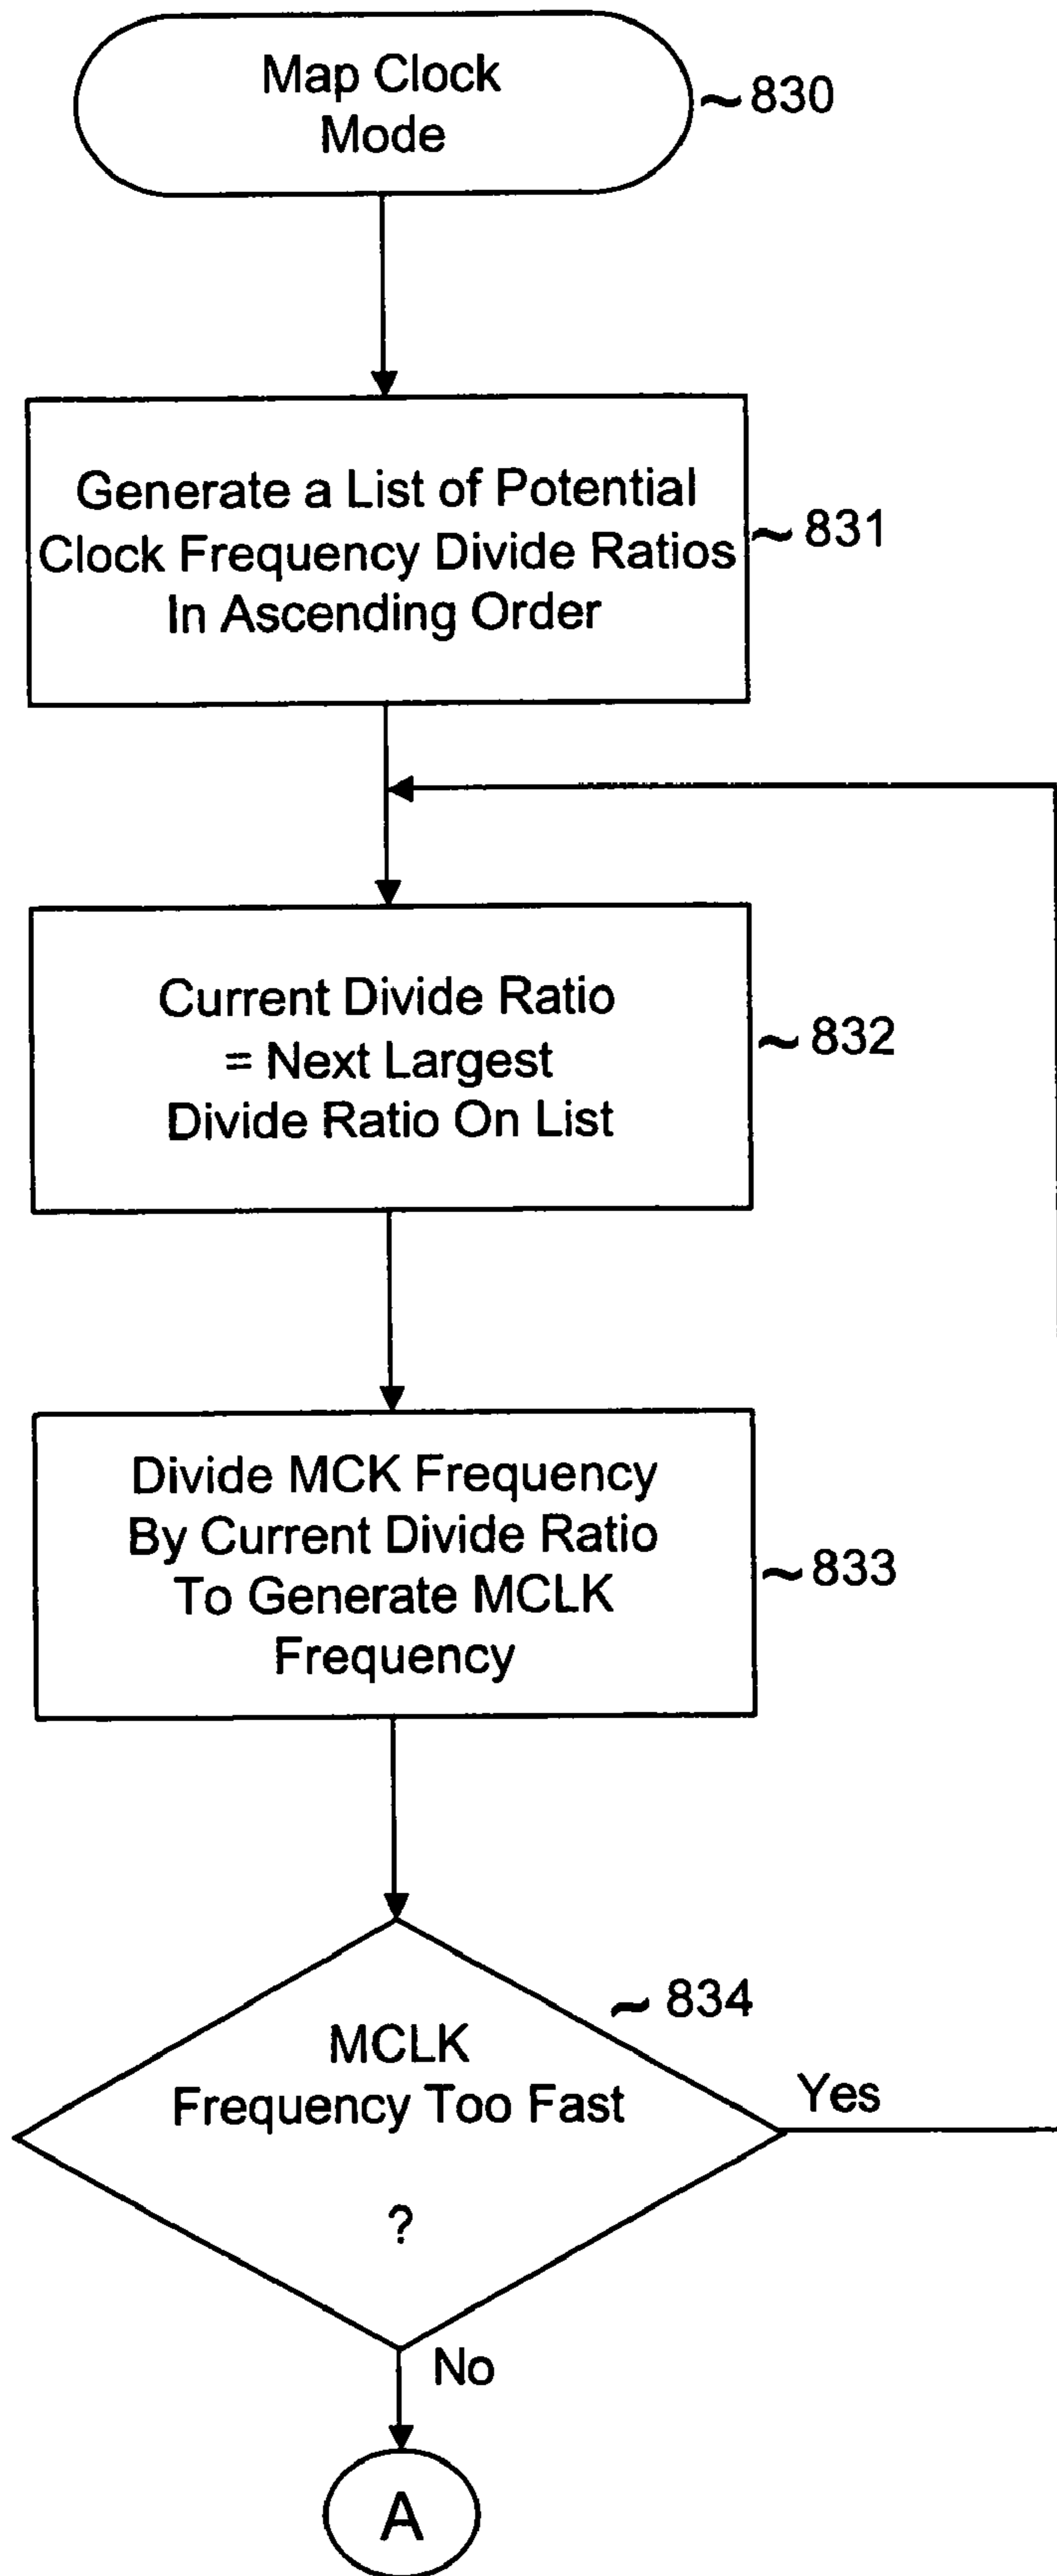 Map Clock
Mode
~830
Generate a List of Potential
Clock Frequency Divide Ratios
In Ascending Order
~831
Current Divide Ratio
= Next Largest
Divide Ratio On List
~832
Divide MCK Frequency
By Current Divide Ratio
To Generate MCLK
Frequency
~833
~834
MCLK
Frequency Too Fast
?
Yes
No
A